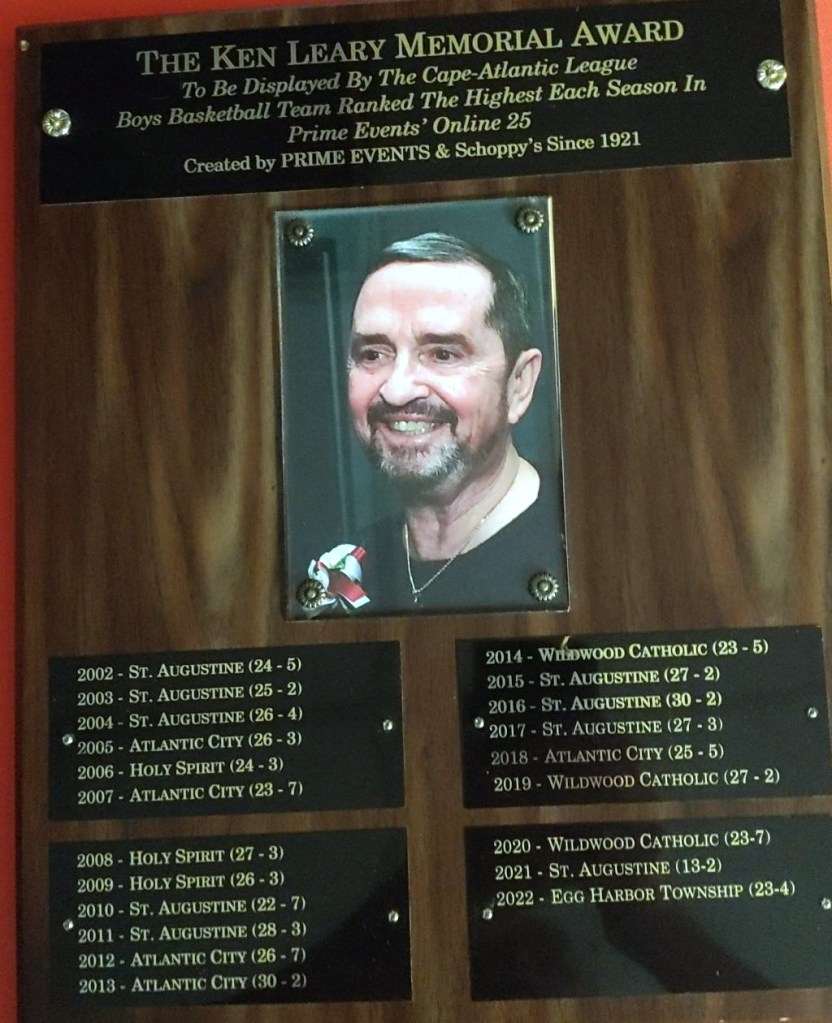 THE KEN LEARY MEMORIAL AWARD
To Be Displayed By The Cape-Atlantic League
Boys Basketball Team Ranked The Highest Each Season In
Prime Events' Online 25
Created by PRIME EVENTS & Schoppy's Since 1921
2002 - ST. AUGUSTINE (24 - 5)
2003 - ST. AUGUSTINE (25 - 2)
2004 - ST. AUGUSTINE (26 - 4)
2005 - ATLANTIC CITY (26 - 3)
2006 - HOLY SPIRIT (24 - 3)
2007 - ATLANTIC CITY (23 - 7)
2008 - HOLY SPIRIT (27 - 3)
2009 - HOLY SPIRIT (26 - 3)
2010 - ST. AUGUSTINE (22 - 7)
2011 - ST. AUGUSTINE (28 - 3)
2012 - ATLANTIC CITY (26 - 7)
2013 - ATLANTIC CITY (30 - 2)
2014 - WILDWOOD CATHOLIC (23 - 5)
2015 - ST. AUGUSTINE (27 - 2)
2016 - ST. AUGUSTINE (30 - 2)
2017 - ST. AUGUSTINE (27 - 3)
2018 - ATLANTIC CITY (25 - 5)
2019 - WILDWOOD CATHOLIC (27 - 2)
2020 - WILDWOOD CATHOLIC (23-7)
2021 - ST. AUGUSTINE (13-2)
2022 - EGG HARBOR TOWNSHIP (23-4)